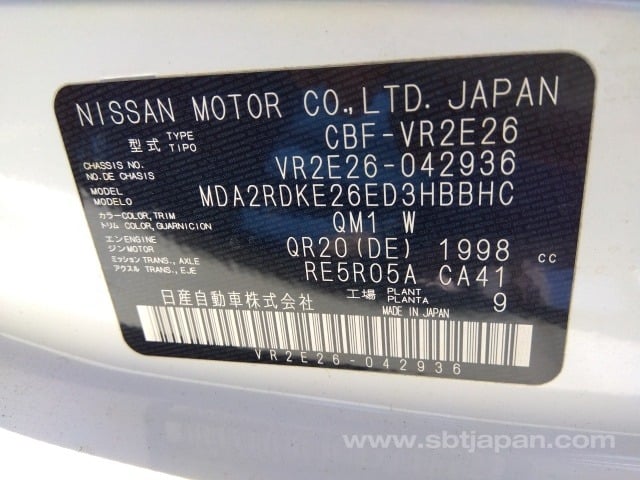 NISSAN MOTOR CO.,LTD. JAPAN
型式 TYPE TIPO CBF-VR2E26
CHASSIS NO. NO.DE CHASIS VR2E26-042936
MODEL MODELO MDA2RDKE26ED3HBBHC
カラー COLOR, TRIM
トリム COLOR, GUARNICION QM1 W
エンジン ENGINE MOTOR QR20(DE) 1998 cc
ミッション TRANS., AXLE
アクスル TRANS., EJE RE5R05A CA41
工場 PLANT PLANTA 9
日産自動車株式会社 MADE IN JAPAN
VR2E26-042936
www.sbtjapan.com